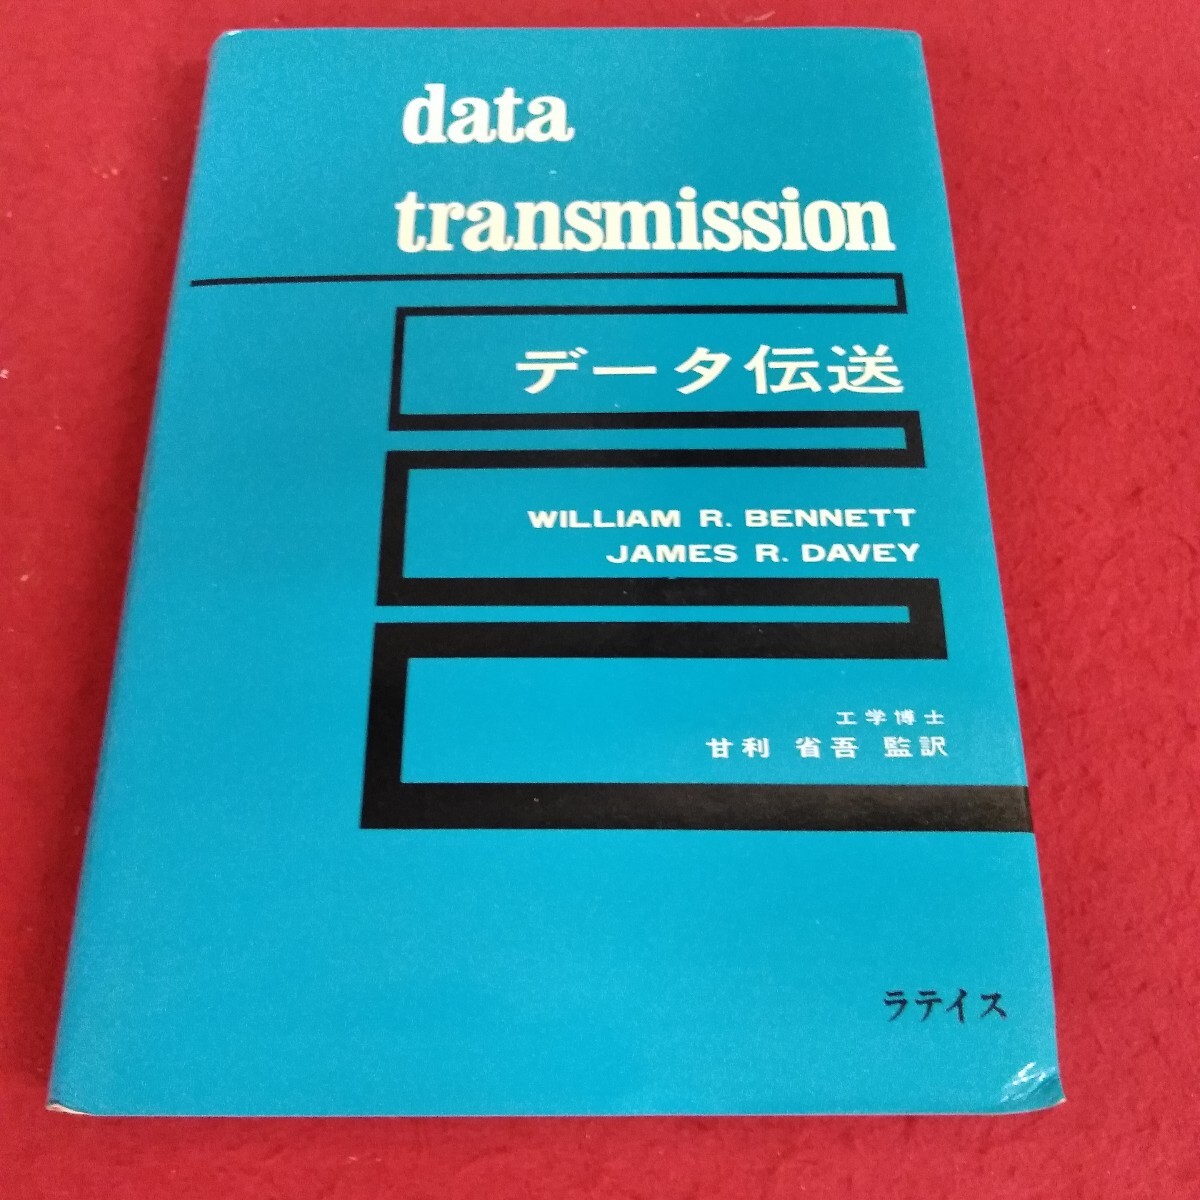 data
transmission
データ伝送
WILLIAM R. BENNETT
JAMES R. DAVEY
工学博士
甘利 省吾 監訳
ラテイス